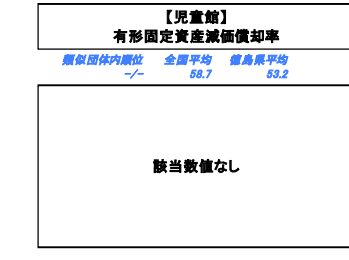 【児童館】
有形固定資産減価償却率
類似団体内順位 全国平均 徳島県平均
-/- 58.7 53.2
該当数値なし